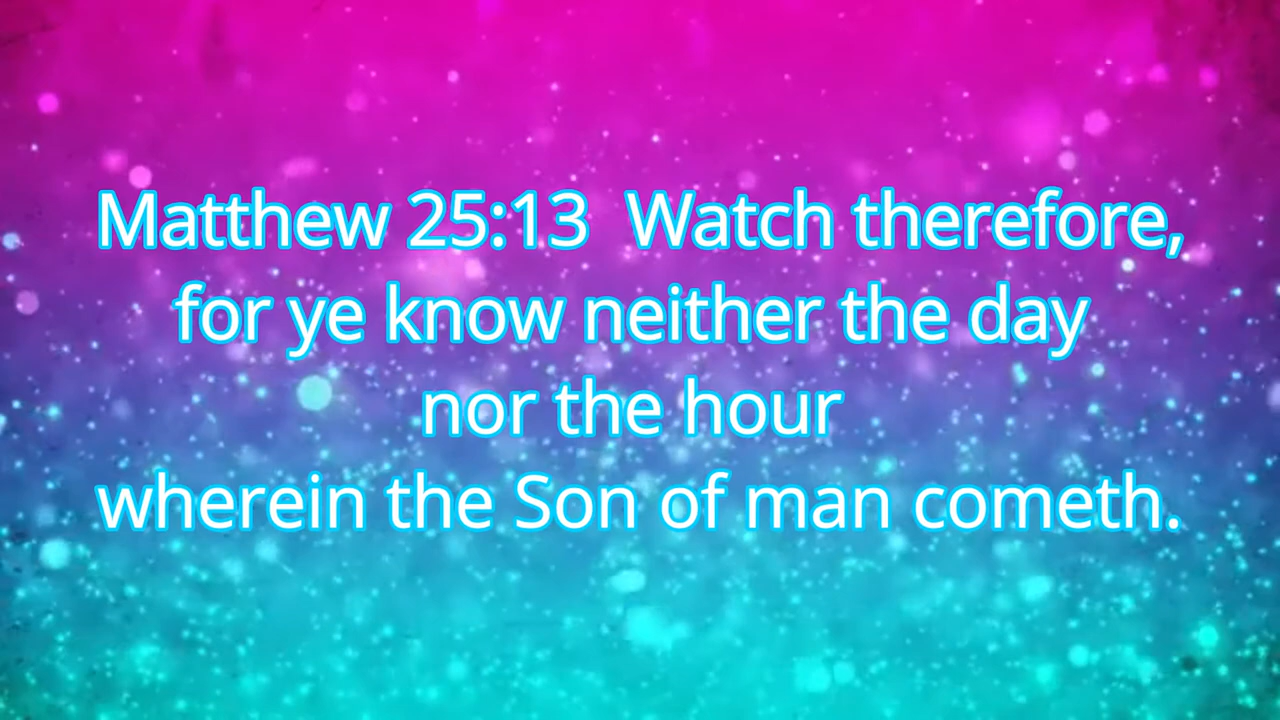 Matthew 25:13  Watch therefore,
for ye know neither the day
nor the hour
wherein the Son of man cometh.